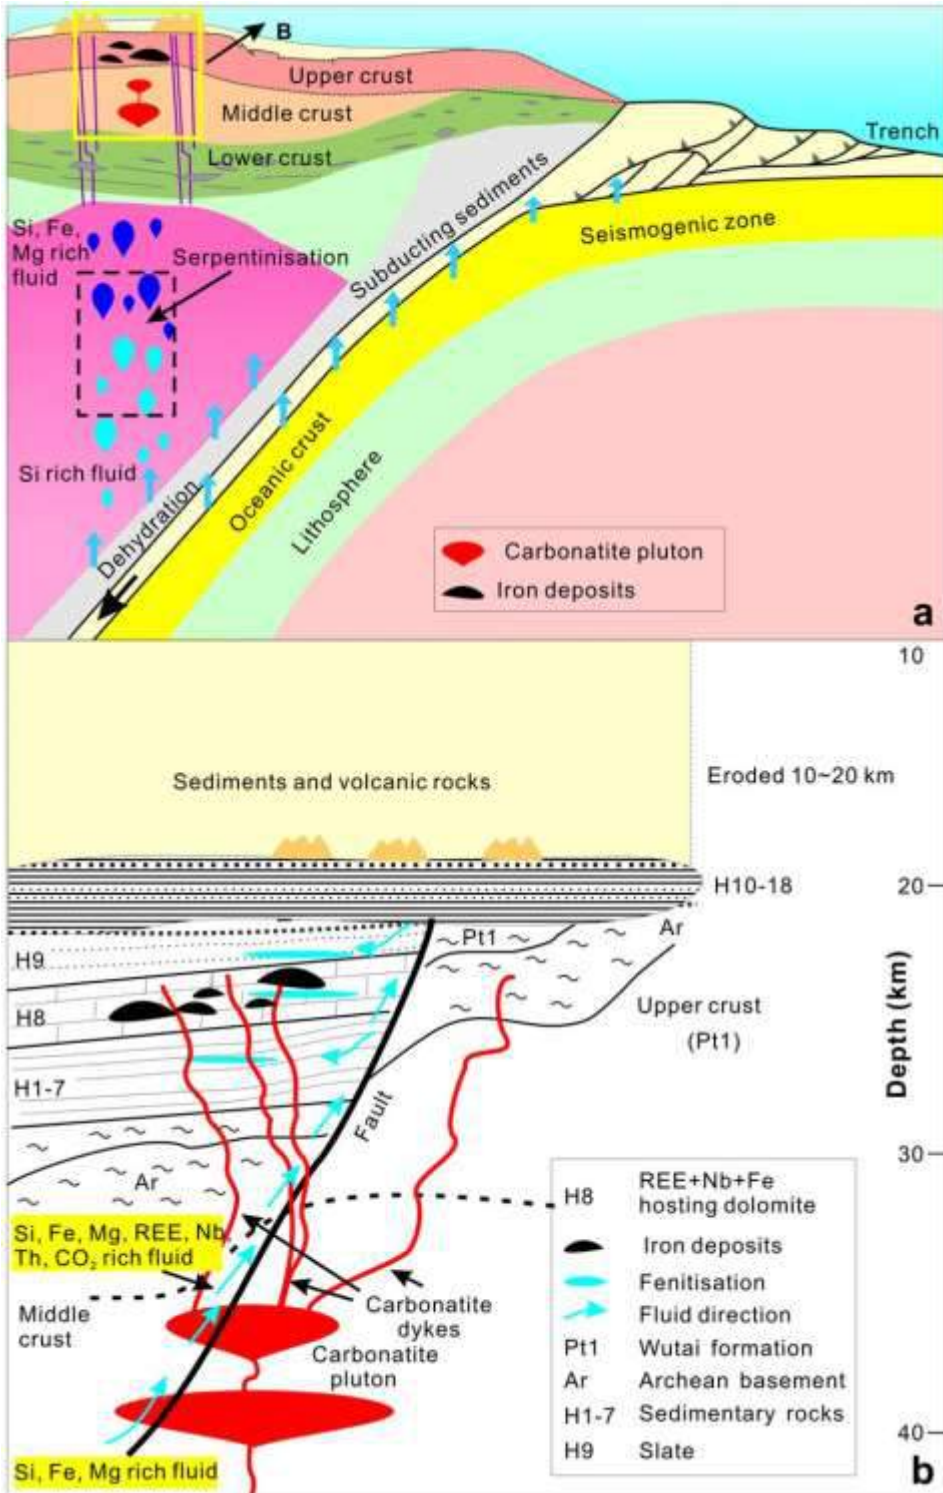 B
Upper crust
Middle crust
Trench
Lower crust
Subducting sediments
Seismogenic zone
Si, Fe,
Mg rich
fluid
Serpentinisation
Si rich fluid
Dehydration
Oceanic crust
Lithosphere
Carbonatite pluton
Iron deposits
a
10
Sediments and volcanic rocks
Eroded 10~20 km
H10-18
20
Pt1
Ar
H9
H8
Upper crust
(Pt1)
Depth (km)
H1-7
Fault
30
Ar
Si, Fe, Mg, REE, Nb,
Th, CO₂ rich fluid
Middle
crust
Carbonatite
dykes
Carbonatite
pluton
H8 REE+Nb+Fe
hosting dolomite
Iron deposits
Fenitisation
Fluid direction
Pt1 Wutai formation
Ar Archean basement
H1-7 Sedimentary rocks
H9 Slate
40
Si, Fe, Mg rich fluid
b